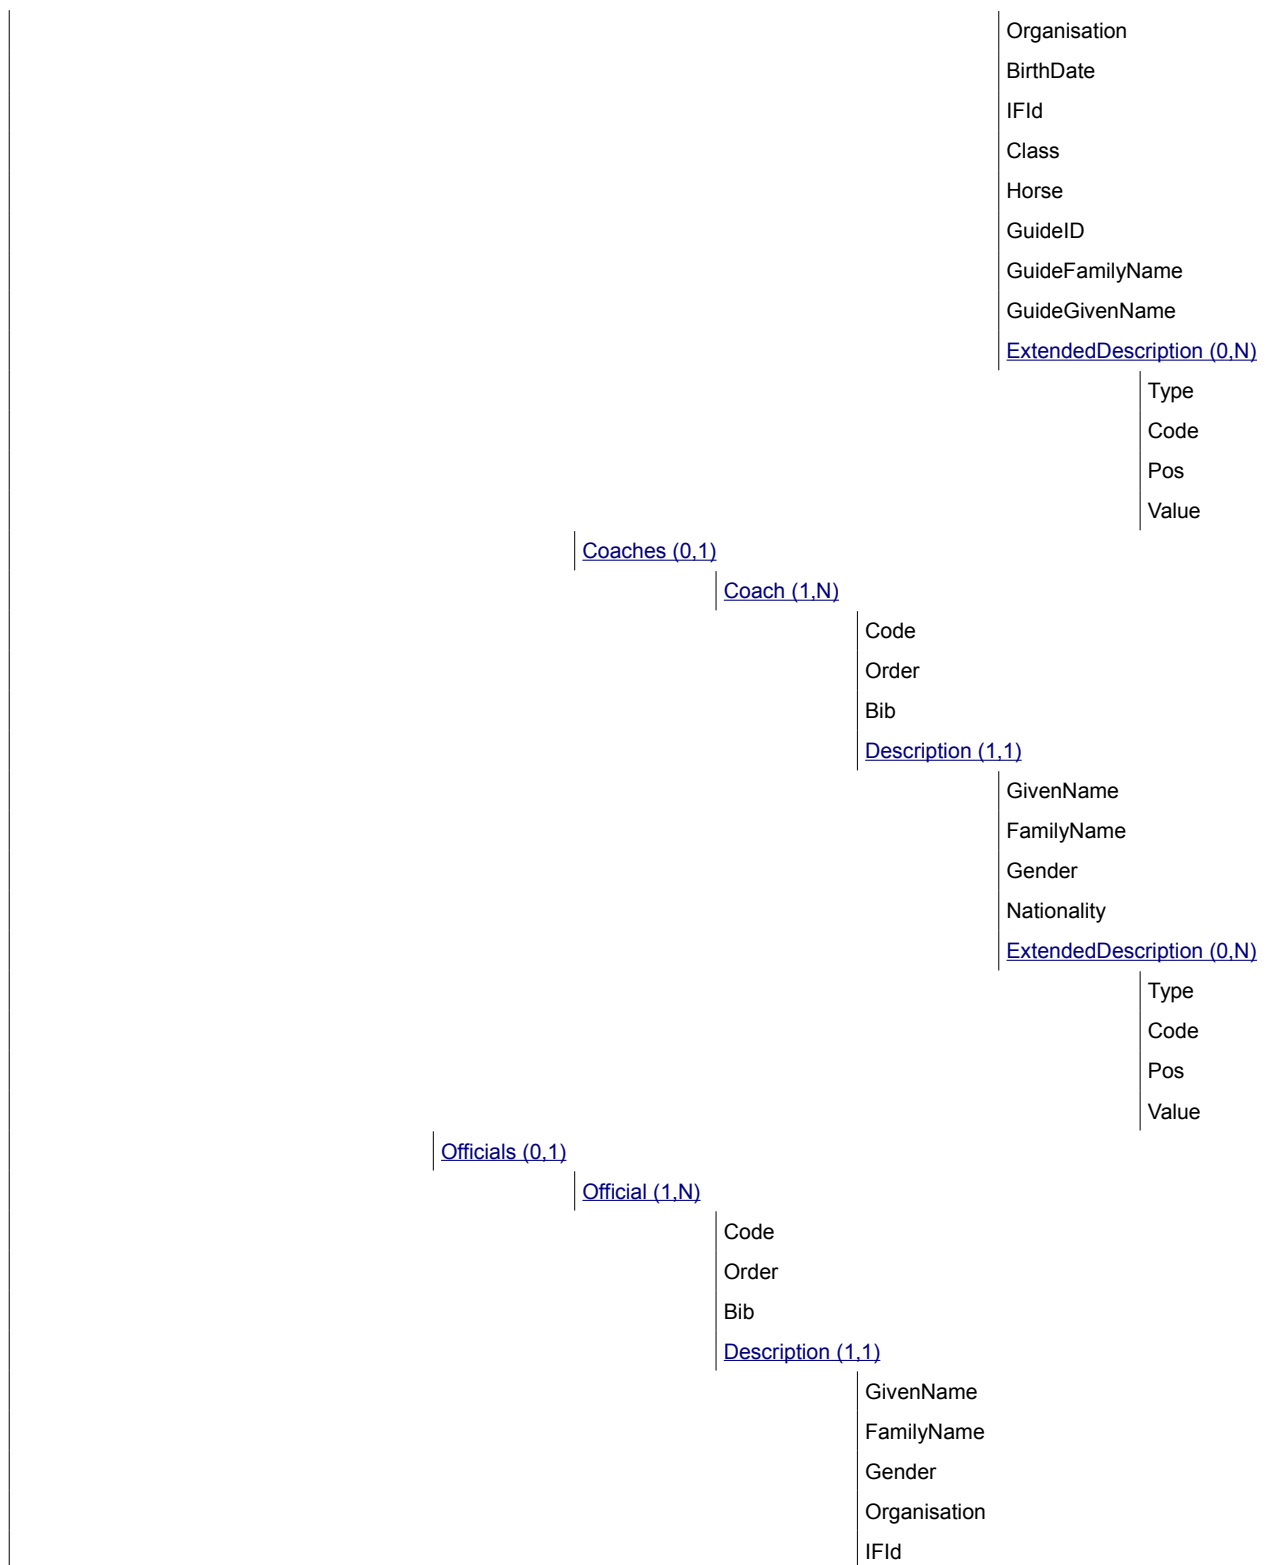 Organisation
BirthDate
IFId
Class
Horse
GuideID
GuideFamilyName
GuideGivenName
ExtendedDescription (0,N)
Type
Code
Pos
Value
Coaches (0,1)
Coach (1,N)
Code
Order
Bib
Description (1,1)
GivenName
FamilyName
Gender
Nationality
ExtendedDescription (0,N)
Type
Code
Pos
Value
Officials (0,1)
Official (1,N)
Code
Order
Bib
Description (1,1)
GivenName
FamilyName
Gender
Organisation
IFId